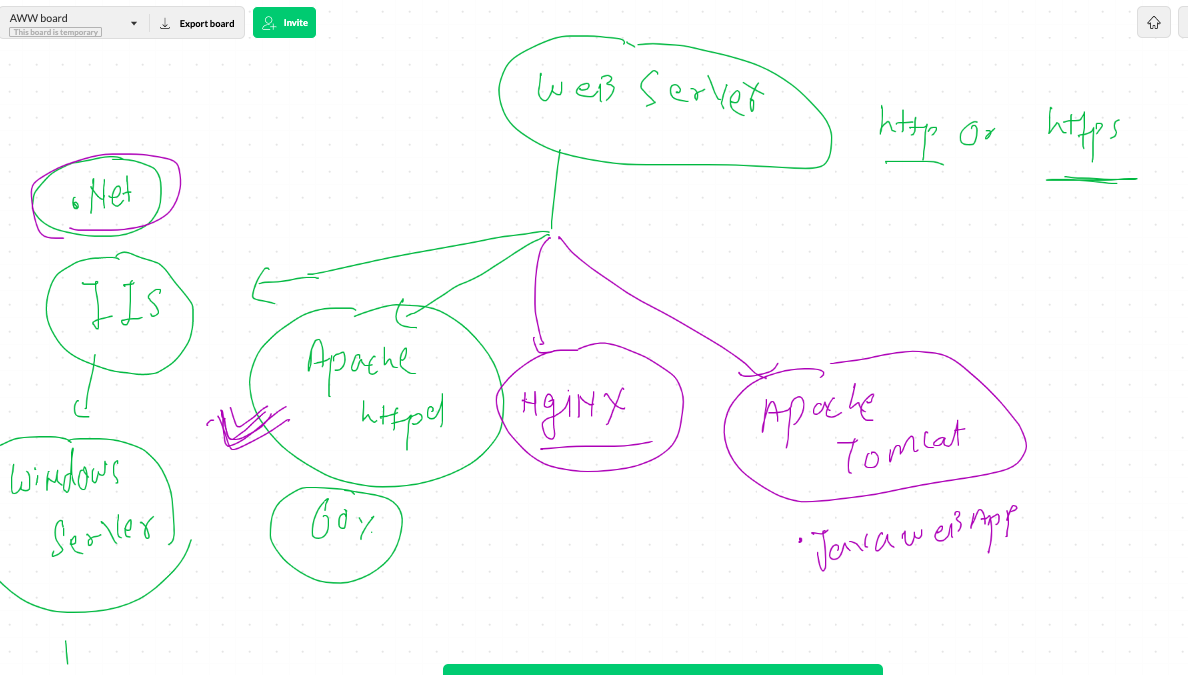 AWW board
This board is temporary
Export board
Invite
WEB Server
http or https
.Net
IIS
Apache
httpd
NgiNX
Apache
Tomcat
Windows
Server
60%
.Java WEB App